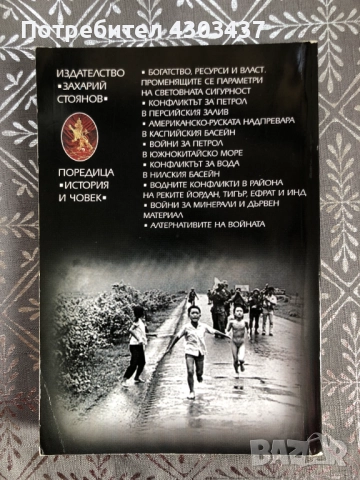 Потребител 4303437
ИЗДАТЕЛСТВО
•ЗАХАРИЙ
СТОЯНОВ•
ПОРЕДИЦА
•ИСТОРИЯ
И ЧОВЕК•
• БОГАТСТВО, РЕСУРСИ И ВЛАСТ.
ПРОМЕНЯЩИТЕ СЕ ПАРАМЕТРИ
НА СВЕТОВНАТА СИГУРНОСТ
• КОНФЛИКТЪТ ЗА ПЕТРОЛ
В ПЕРСИЙСКИЯ ЗАЛИВ
• АМЕРИКАНСКО-РУСКАТА НАДПРЕВАРА
В КАСПИЙСКИЯ БАСЕЙН
• ВОЙНИ ЗА ПЕТРОЛ
В ЮЖНОКИТАЙСКО МОРЕ
• КОНФЛИКТЪТ ЗА ВОДА
В НИЛСКИЯ БАСЕЙН
• ВОДНИТЕ КОНФЛИКТИ В РАЙОНА
НА РЕКИТЕ ЙОРДАН, ТИГЪР, ЕФРАТ И ИНД
• ВОЙНИ ЗА МИНЕРАЛИ И ДЪРВЕН
МАТЕРИАЛ
• АЛТЕРНАТИВИТЕ НА ВОЙНАТА
BAZAR
.bg